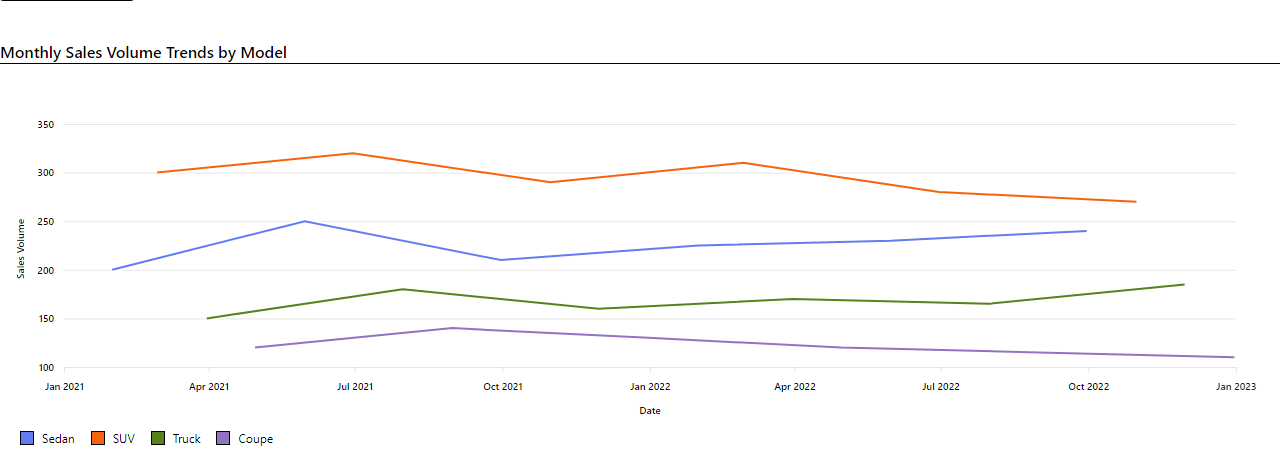 Monthly Sales Volume Trends by Model
350
300
250
200
150
100
Sales Volume
Jan 2021 Apr 2021 Jul 2021 Oct 2021 Jan 2022 Apr 2022 Jul 2022 Oct 2022 Jan 2023
Date
Sedan SUV Truck Coupe